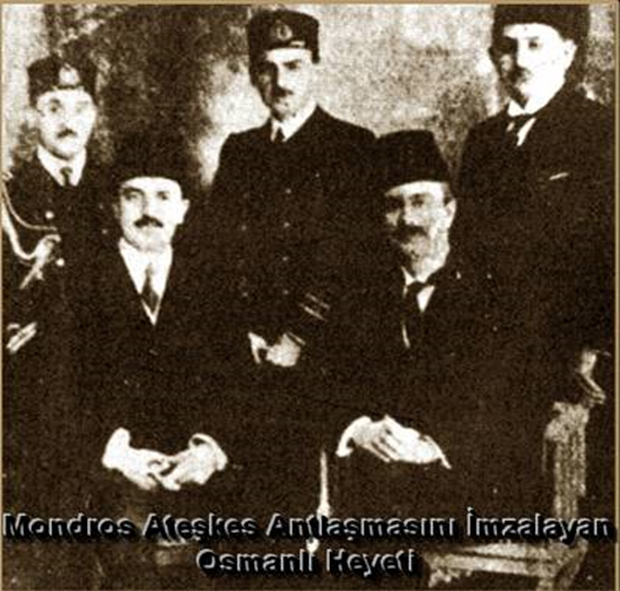 Mondros Ateşkes Antlaşmasını İmzalayan
Osmanlı Heyeti